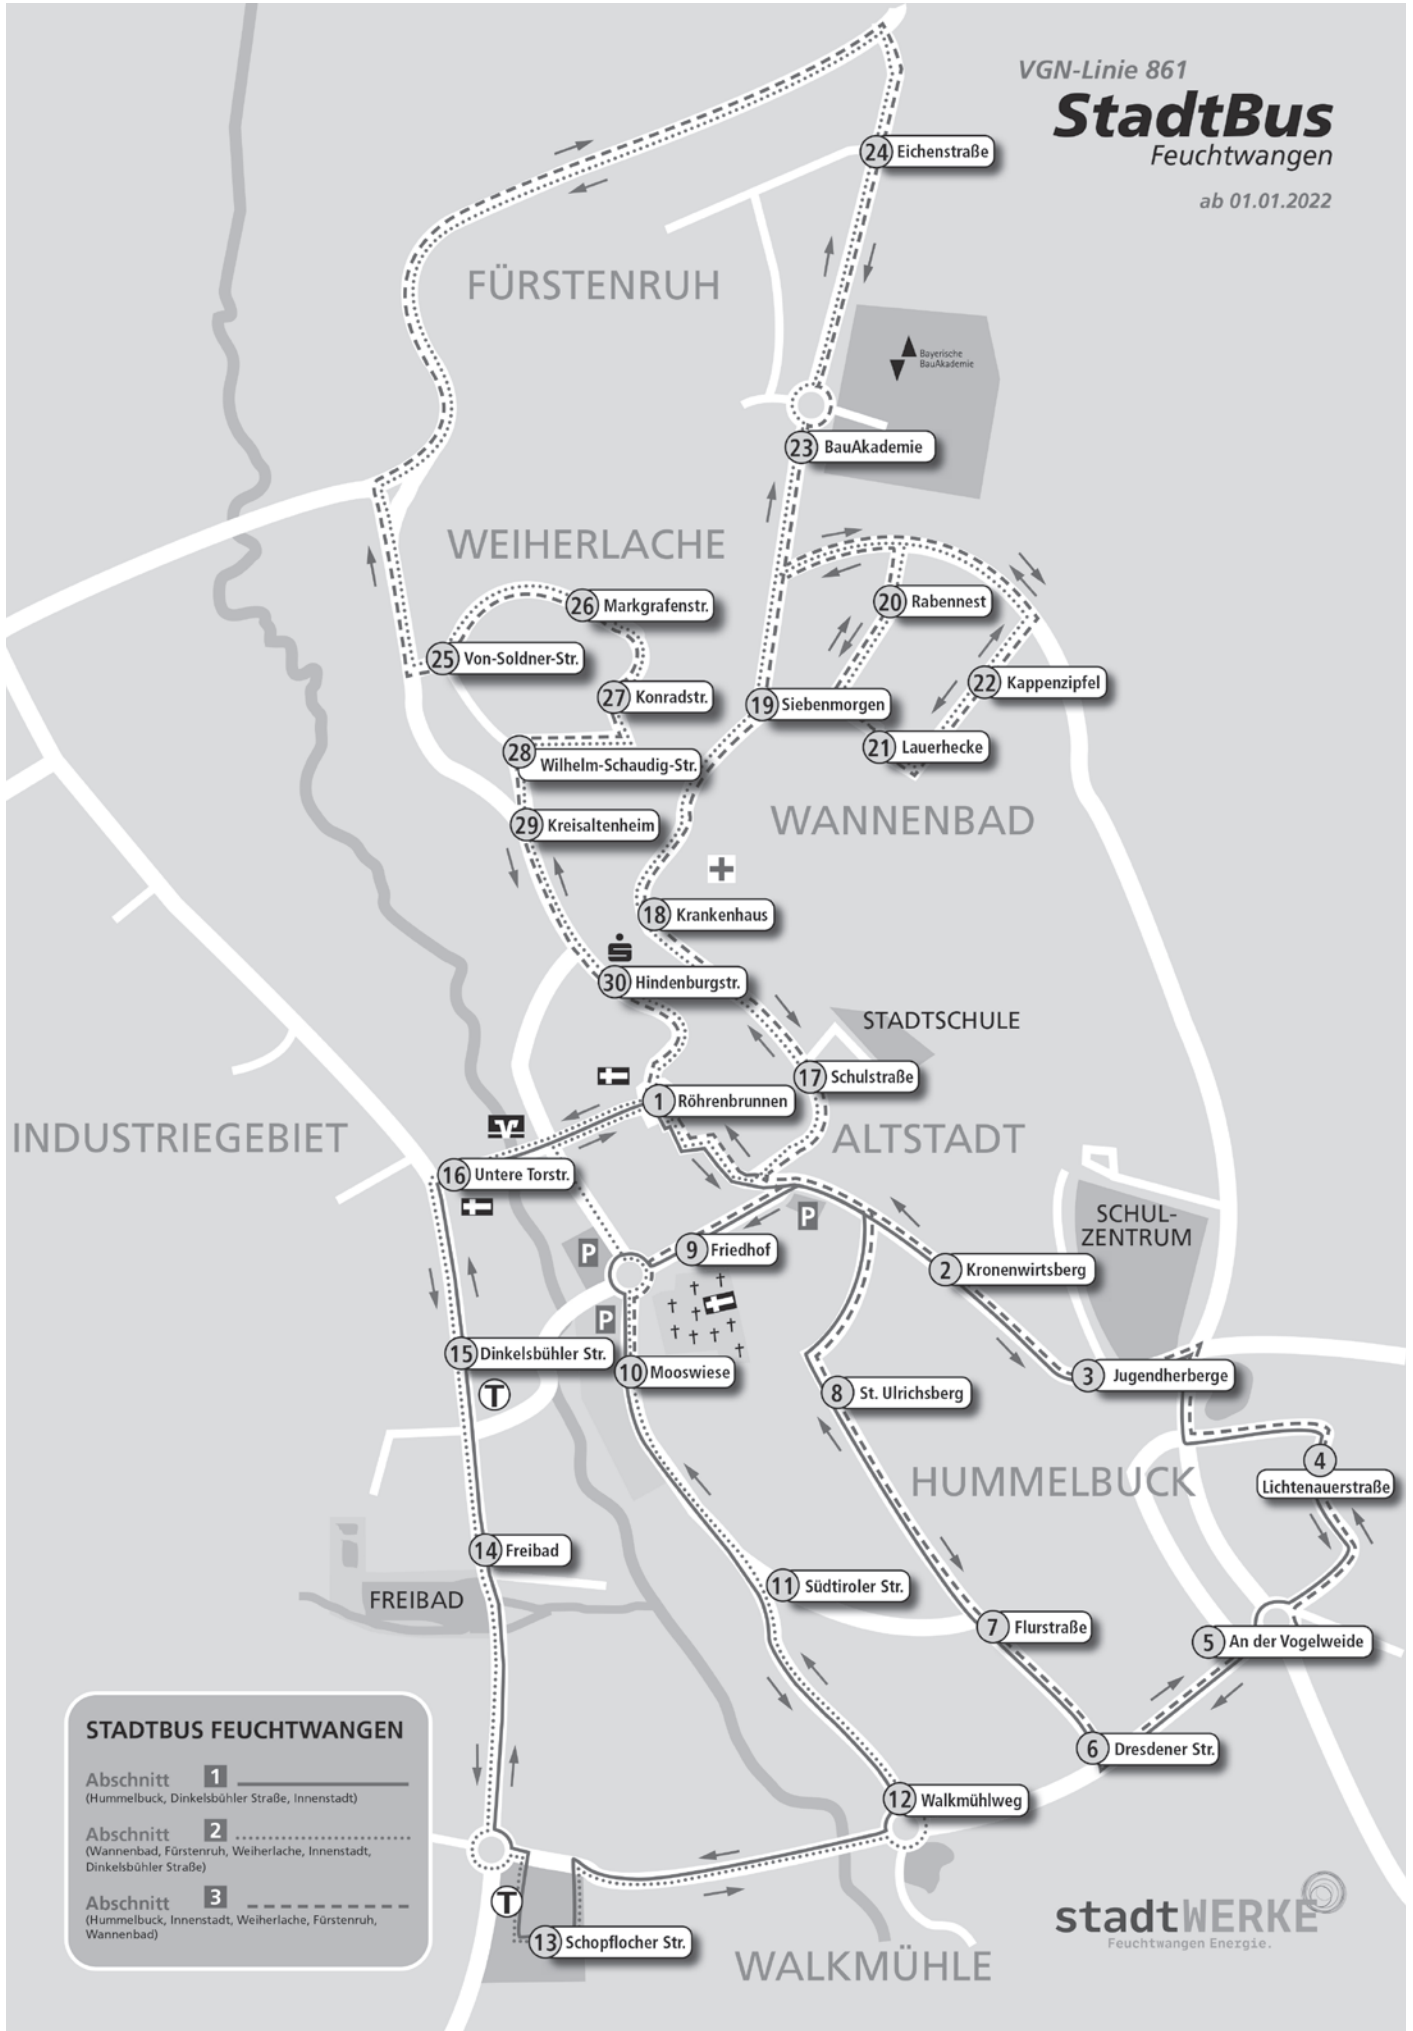 VGN-Linie 861
StadtBus
Feuchtwangen
ab 01.01.2022
24 Eichenstraße
FÜRSTENRUH
Bayerische
BauAkademie
23 BauAkademie
WEIHERLACHE
26 Markgrafenstr.
20 Rabennest
25 Von-Soldner-Str.
22 Kappenzipfel
27 Konradstr.
19 Siebenmorgen
21 Lauerhecke
28 Wilhelm-Schaudig-Str.
WANNENBAD
29 Kreisaltenheim
18 Krankenhaus
30 Hindenburgstr.
STADTSCHULE
17 Schulstraße
1 Röhrenbrunnen
INDUSTRIEGEBIET
ALTSTADT
16 Untere Torstr.
P
SCHUL-
ZENTRUM
P
9 Friedhof
2 Kronenwirtsberg
P
15 Dinkelsbühler Str.
10 Mooswiese
3 Jugendherberge
T
8 St. Ulrichsberg
4
Lichtenauerstraße
HUMMELBUCK
14 Freibad
11 Südtiroler Str.
FREIBAD
7 Flurstraße
5 An der Vogelweide
6 Dresdener Str.
12 Walkmühlweg
T
13 Schopflocher Str.
WALKMÜHLE
STADTBUS FEUCHTWANGEN
Abschnitt 1
(Hummelbuck, Dinkelsbühler Straße, Innenstadt)
Abschnitt 2
(Wannenbad, Fürstenruh, Weiherlache, Innenstadt,
Dinkelsbühler Straße)
Abschnitt 3
(Hummelbuck, Innenstadt, Weiherlache, Fürstenruh,
Wannenbad)
stadtWERKE
Feuchtwangen Energie.